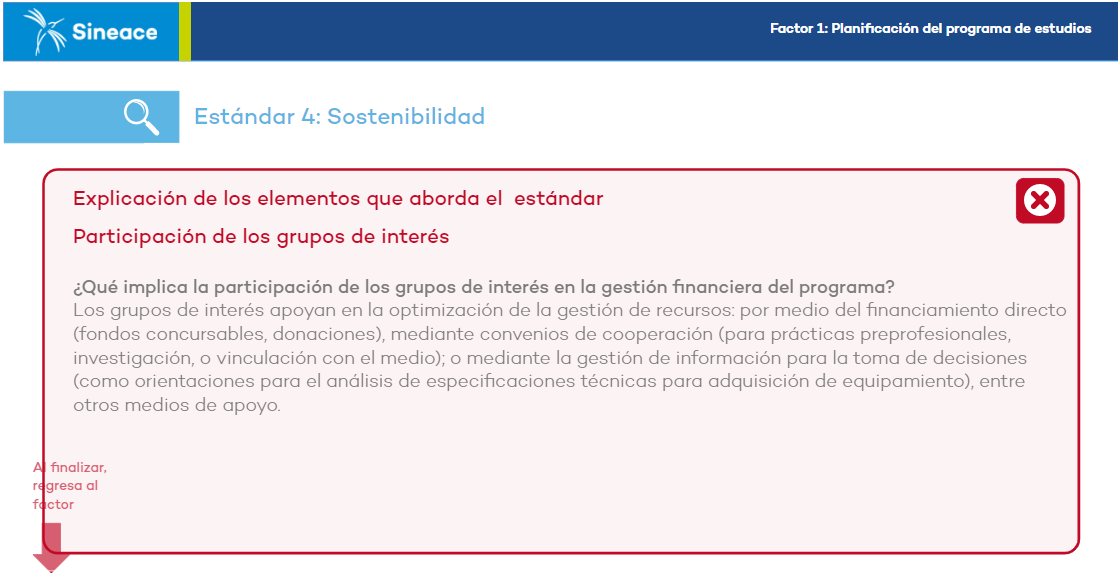 Sineace
Factor 1: Planificación del programa de estudios
Estándar 4: Sostenibilidad
Explicación de los elementos que aborda el estándar
Participación de los grupos de interés
¿Qué implica la participación de los grupos de interés en la gestión financiera del programa?
Los grupos de interés apoyan en la optimización de la gestión de recursos: por medio del financiamiento directo
(fondos concursables, donaciones), mediante convenios de cooperación (para prácticas preprofesionales,
investigación, o vinculación con el medio); o mediante la gestión de información para la toma de decisiones
(como orientaciones para el análisis de especificaciones técnicas para adquisición de equipamiento), entre
otros medios de apoyo.
Al finalizar,
regresa al
factor